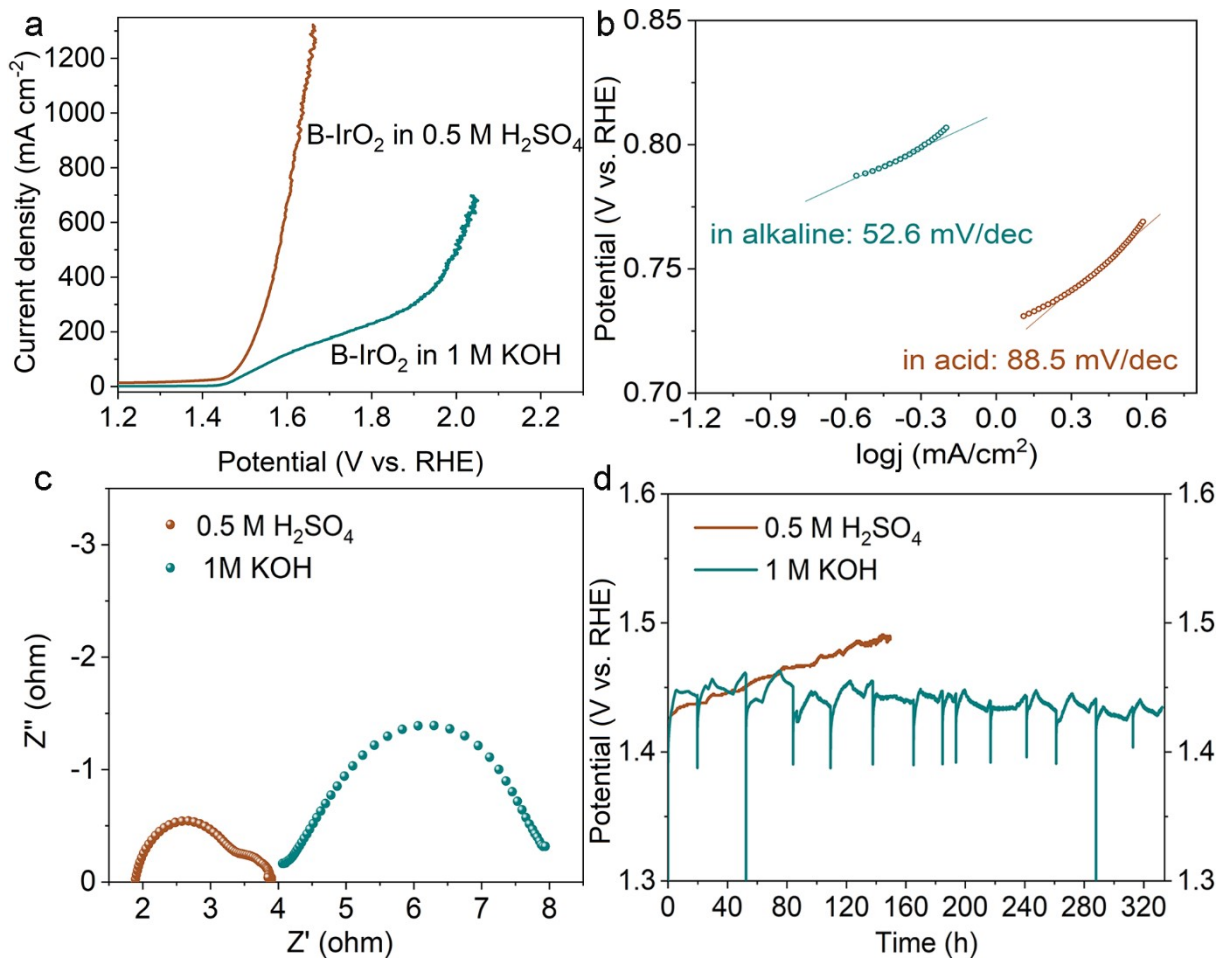 a
Current density (mA cm⁻²)
1200
1000
800
600
400
200
0
B-IrO₂ in 0.5 M H₂SO₄
B-IrO₂ in 1 M KOH
1.2 1.4 1.6 1.8 2.0 2.2
Potential (V vs. RHE)
b
Potential (V vs. RHE)
0.85
0.80
0.75
0.70
in alkaline: 52.6 mV/dec
in acid: 88.5 mV/dec
-1.2 -0.9 -0.6 -0.3 0.0 0.3 0.6
logj (mA/cm²)
c
Z'' (ohm)
-3
-2
-1
0
0.5 M H₂SO₄
1M KOH
2 3 4 5 6 7 8
Z' (ohm)
d
Potential (V vs. RHE)
1.6
1.5
1.4
1.3
0.5 M H₂SO₄
1 M KOH
1.6
1.5
1.4
1.3
0 40 80 120 160 200 240 280 320
Time (h)